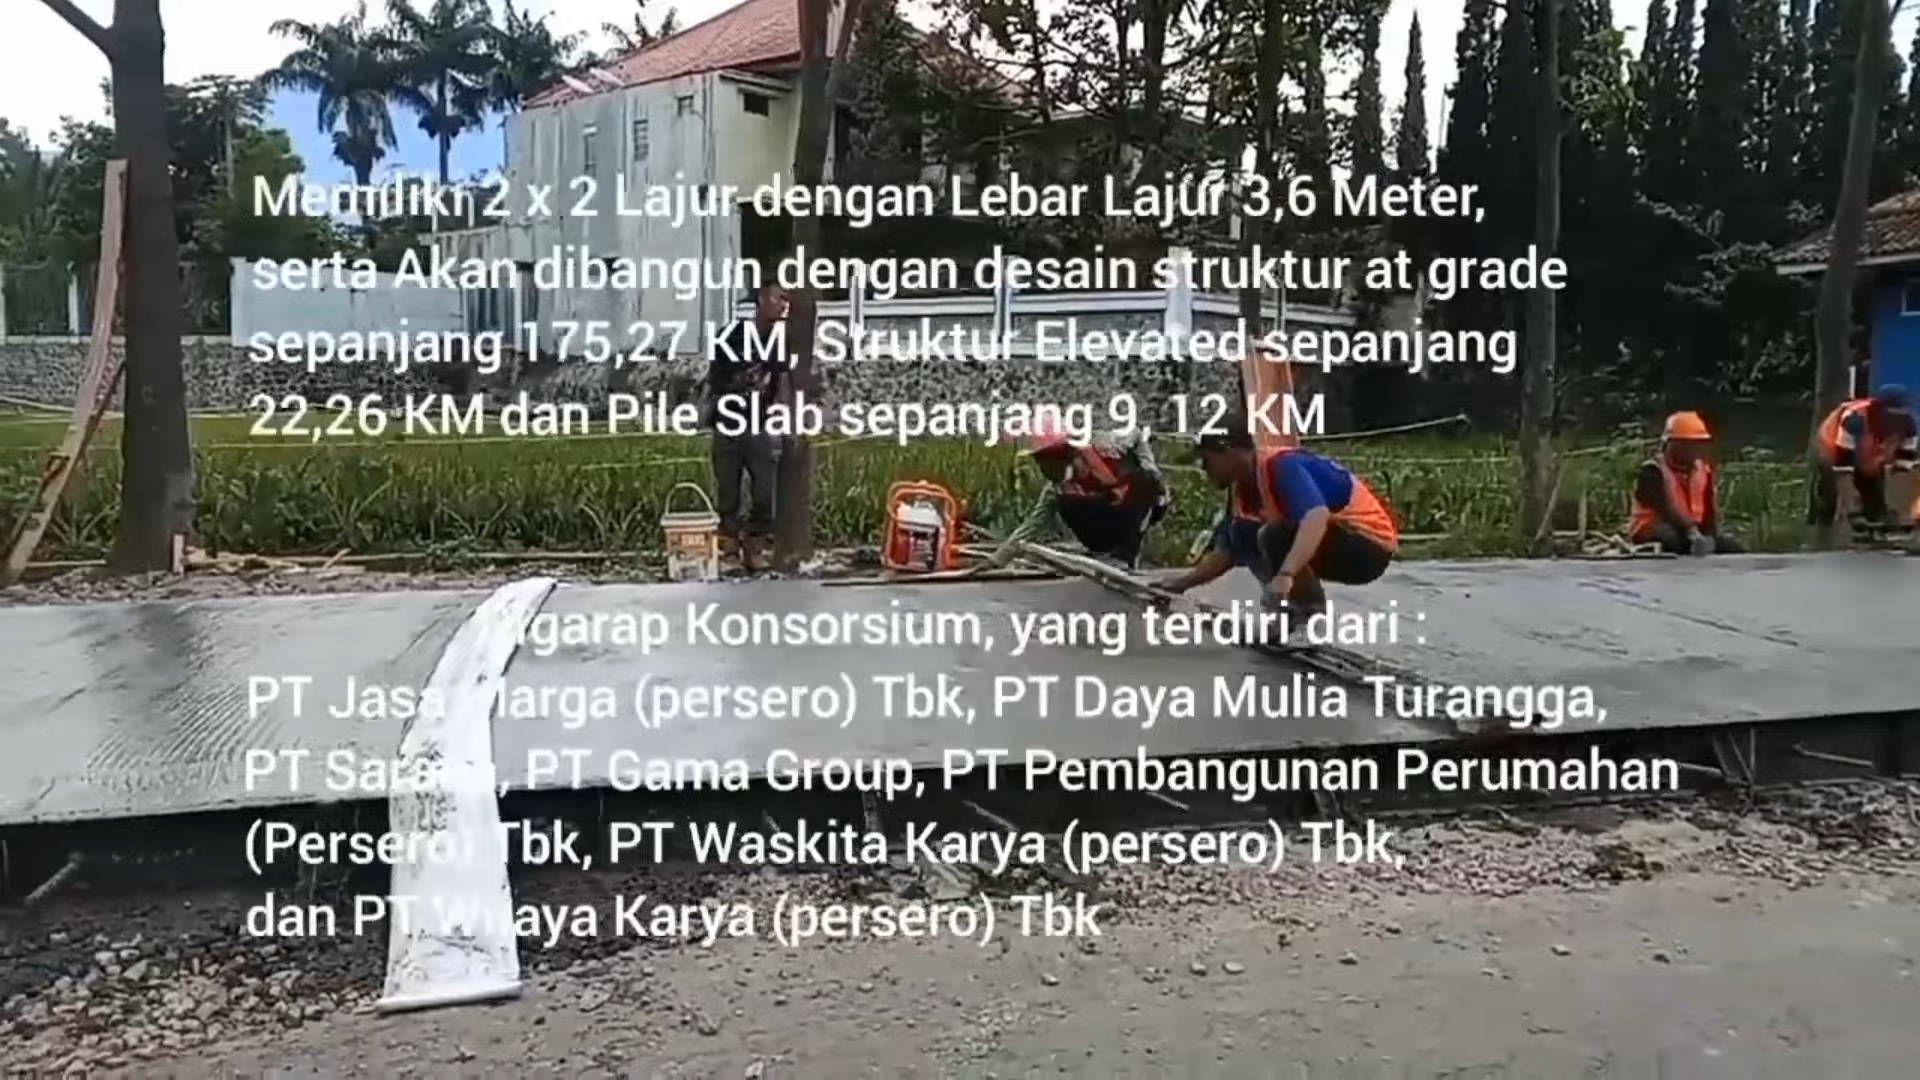 Memiliki 2 x 2 Lajur dengan Lebar Lajur 3,6 Meter,
serta Akan dibangun dengan desain struktur at grade
sepanjang 175,27 KM, Struktur Elevated sepanjang
22,26 KM dan Pile Slab sepanjang 9, 12 KM
Konsorsium, yang terdiri dari :
PT Jasa Marga (persero) Tbk, PT Daya Mulia Turangga,
PT Gama Group, PT Pembangunan Perumahan
(Persero) Tbk, PT Waskita Karya (persero) Tbk,
dan PT Wijaya Karya (persero) Tbk